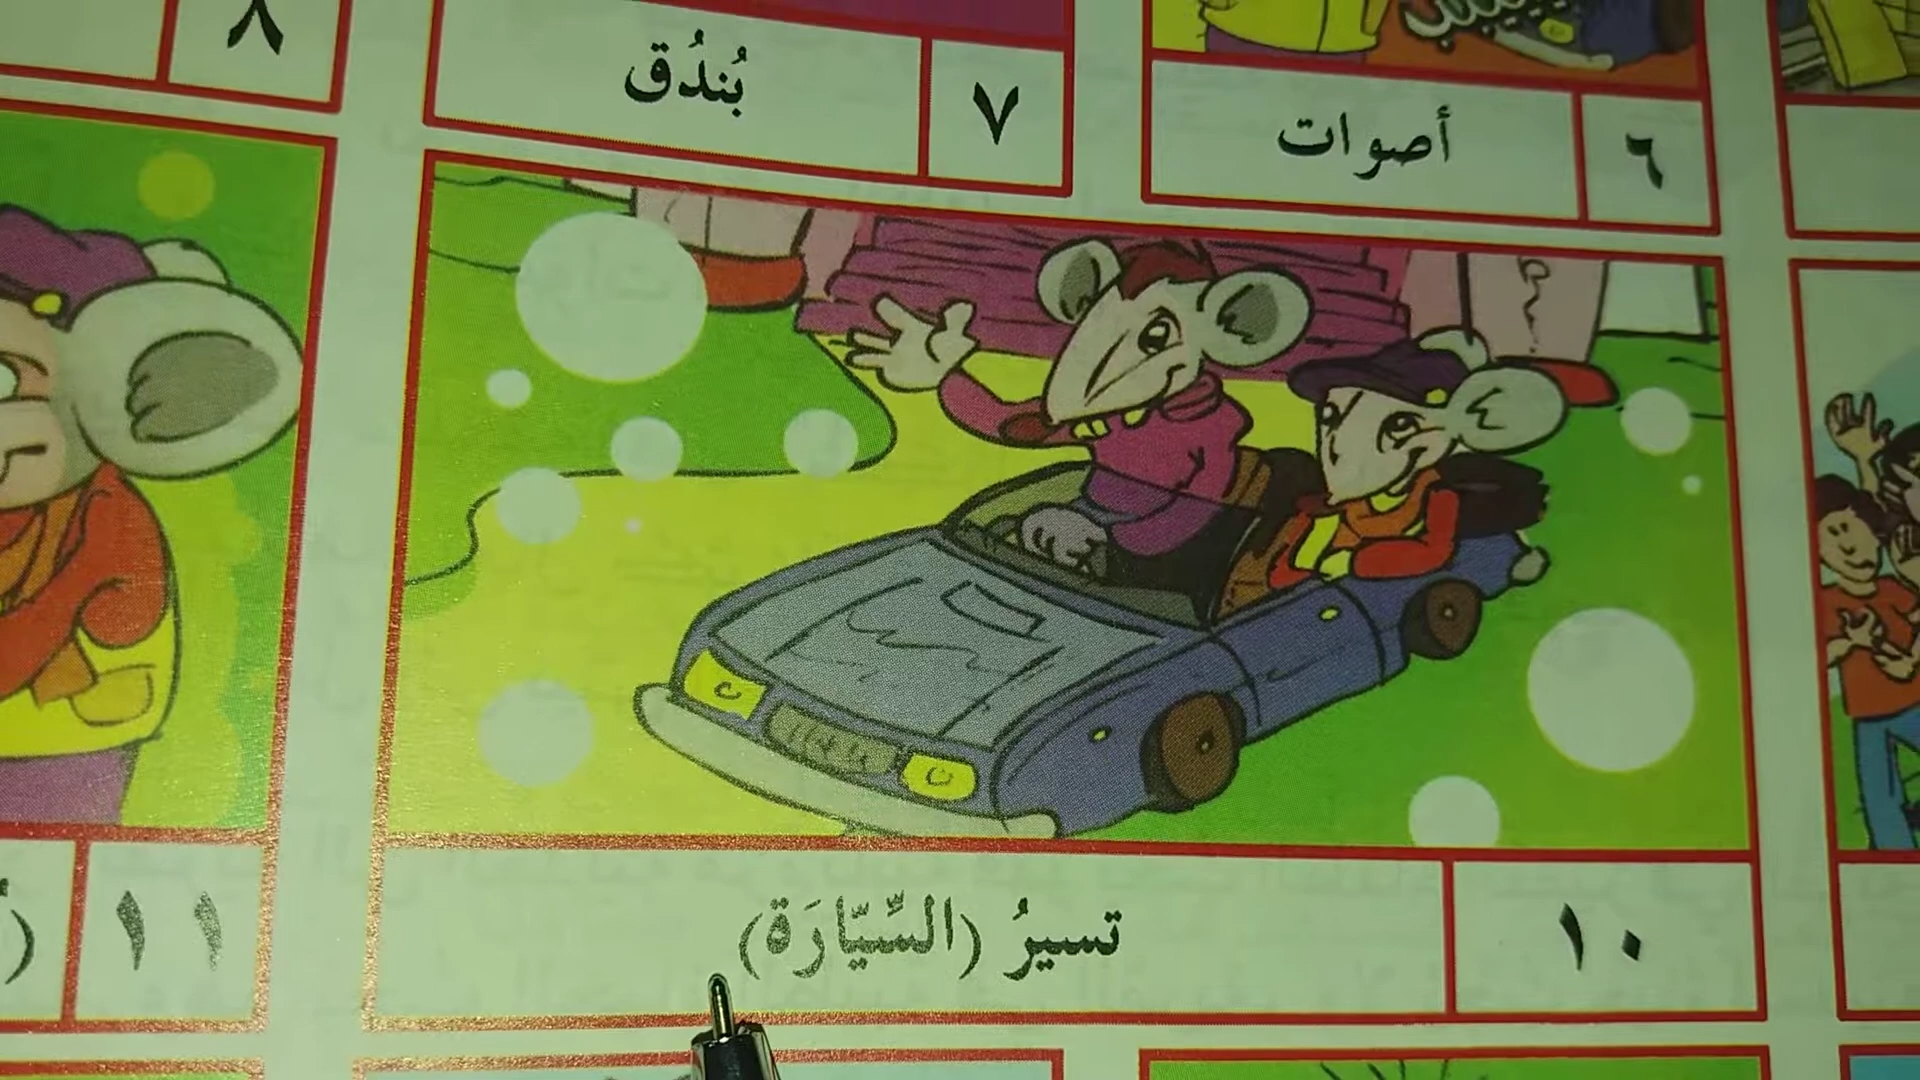 ٦ أصوات
٧ بُندُق
٨
١٠ تسيرُ (السَّيّارَة)
١١